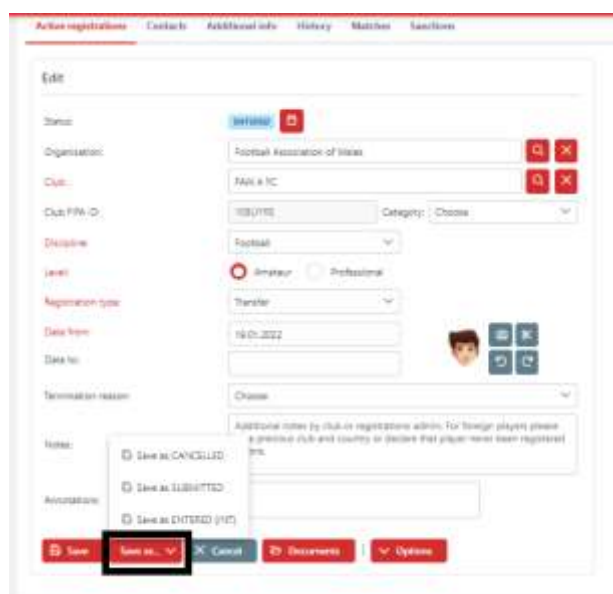 Active registrations Contacts Additional info History Matches Sanctions
Edit
Status: ENTERED
Organisation: Football Association of Wales
Club: FAW A FC
Club FIFA ID: Category: Choose
Discipline Football
Level: Amateur Professional
Registration type: Transfer
Date from: 19.01.2022
Date to:
Termination reason: Choose
Additional notes by club or registrations admin. For foreign players please
Notes: previous club and country or declare that player never been registered
Save as CANCELLED
Save as SUBMITTED
Annotations:
Save as ENTERED (INT)
Save Save as... Cancel Documents Options